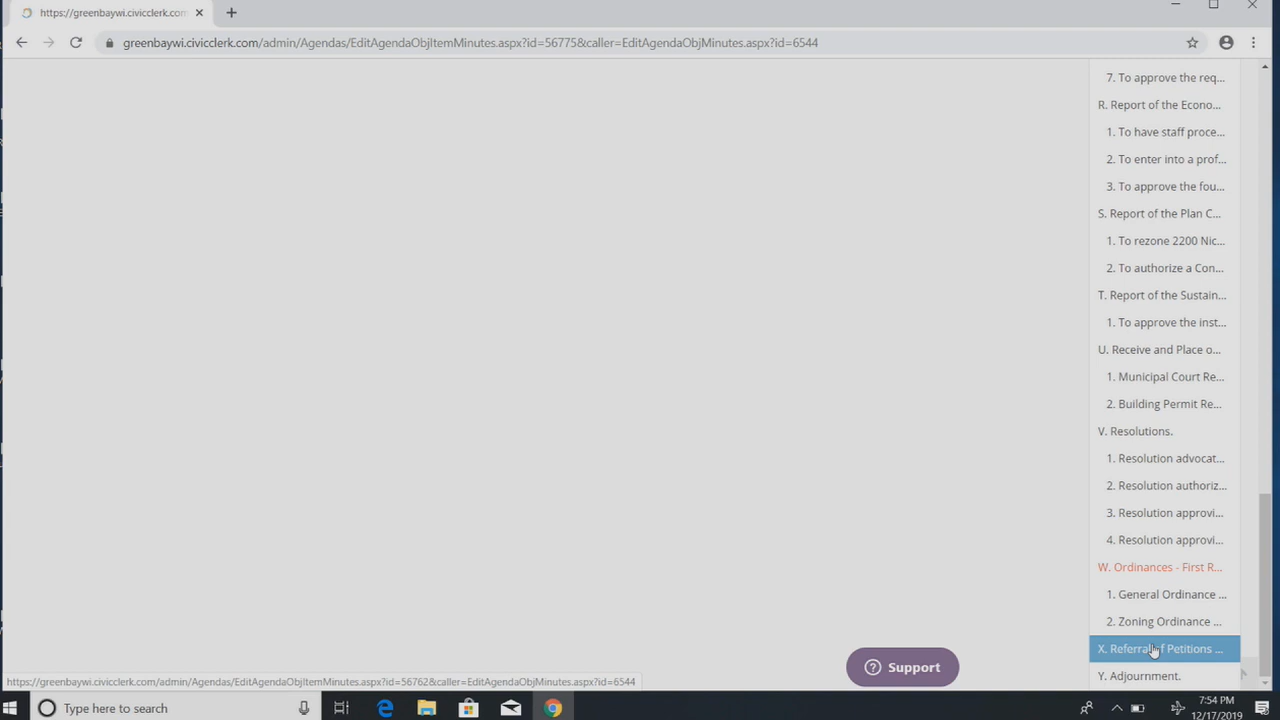 https://greenbaywi.civicclerk.com
greenbaywi.civicclerk.com/admin/Agendas/EditAgendaObjItemMinutes.aspx?id=56775&caller=EditAgendaObjMinutes.aspx?id=6544
7. To approve the req...
R. Report of the Econo...
1. To have staff proce...
2. To enter into a prof...
3. To approve the fou...
S. Report of the Plan C...
1. To rezone 2200 Nic...
2. To authorize a Con...
T. Report of the Sustain...
1. To approve the inst...
U. Receive and Place o...
1. Municipal Court Re...
2. Building Permit Re...
V. Resolutions.
1. Resolution advocat...
2. Resolution authoriz...
3. Resolution approvi...
4. Resolution approvi...
W. Ordinances - First R...
1. General Ordinance ...
2. Zoning Ordinance ...
X. Referral of Petitions ...
Y. Adjournment.
Support
https://greenbaywi.civicclerk.com/admin/Agendas/EditAgendaObjItemMinutes.aspx?id=56762&caller=EditAgendaObjMinutes.aspx?id=6544
Type here to search
7:54 PM
12/17/2019